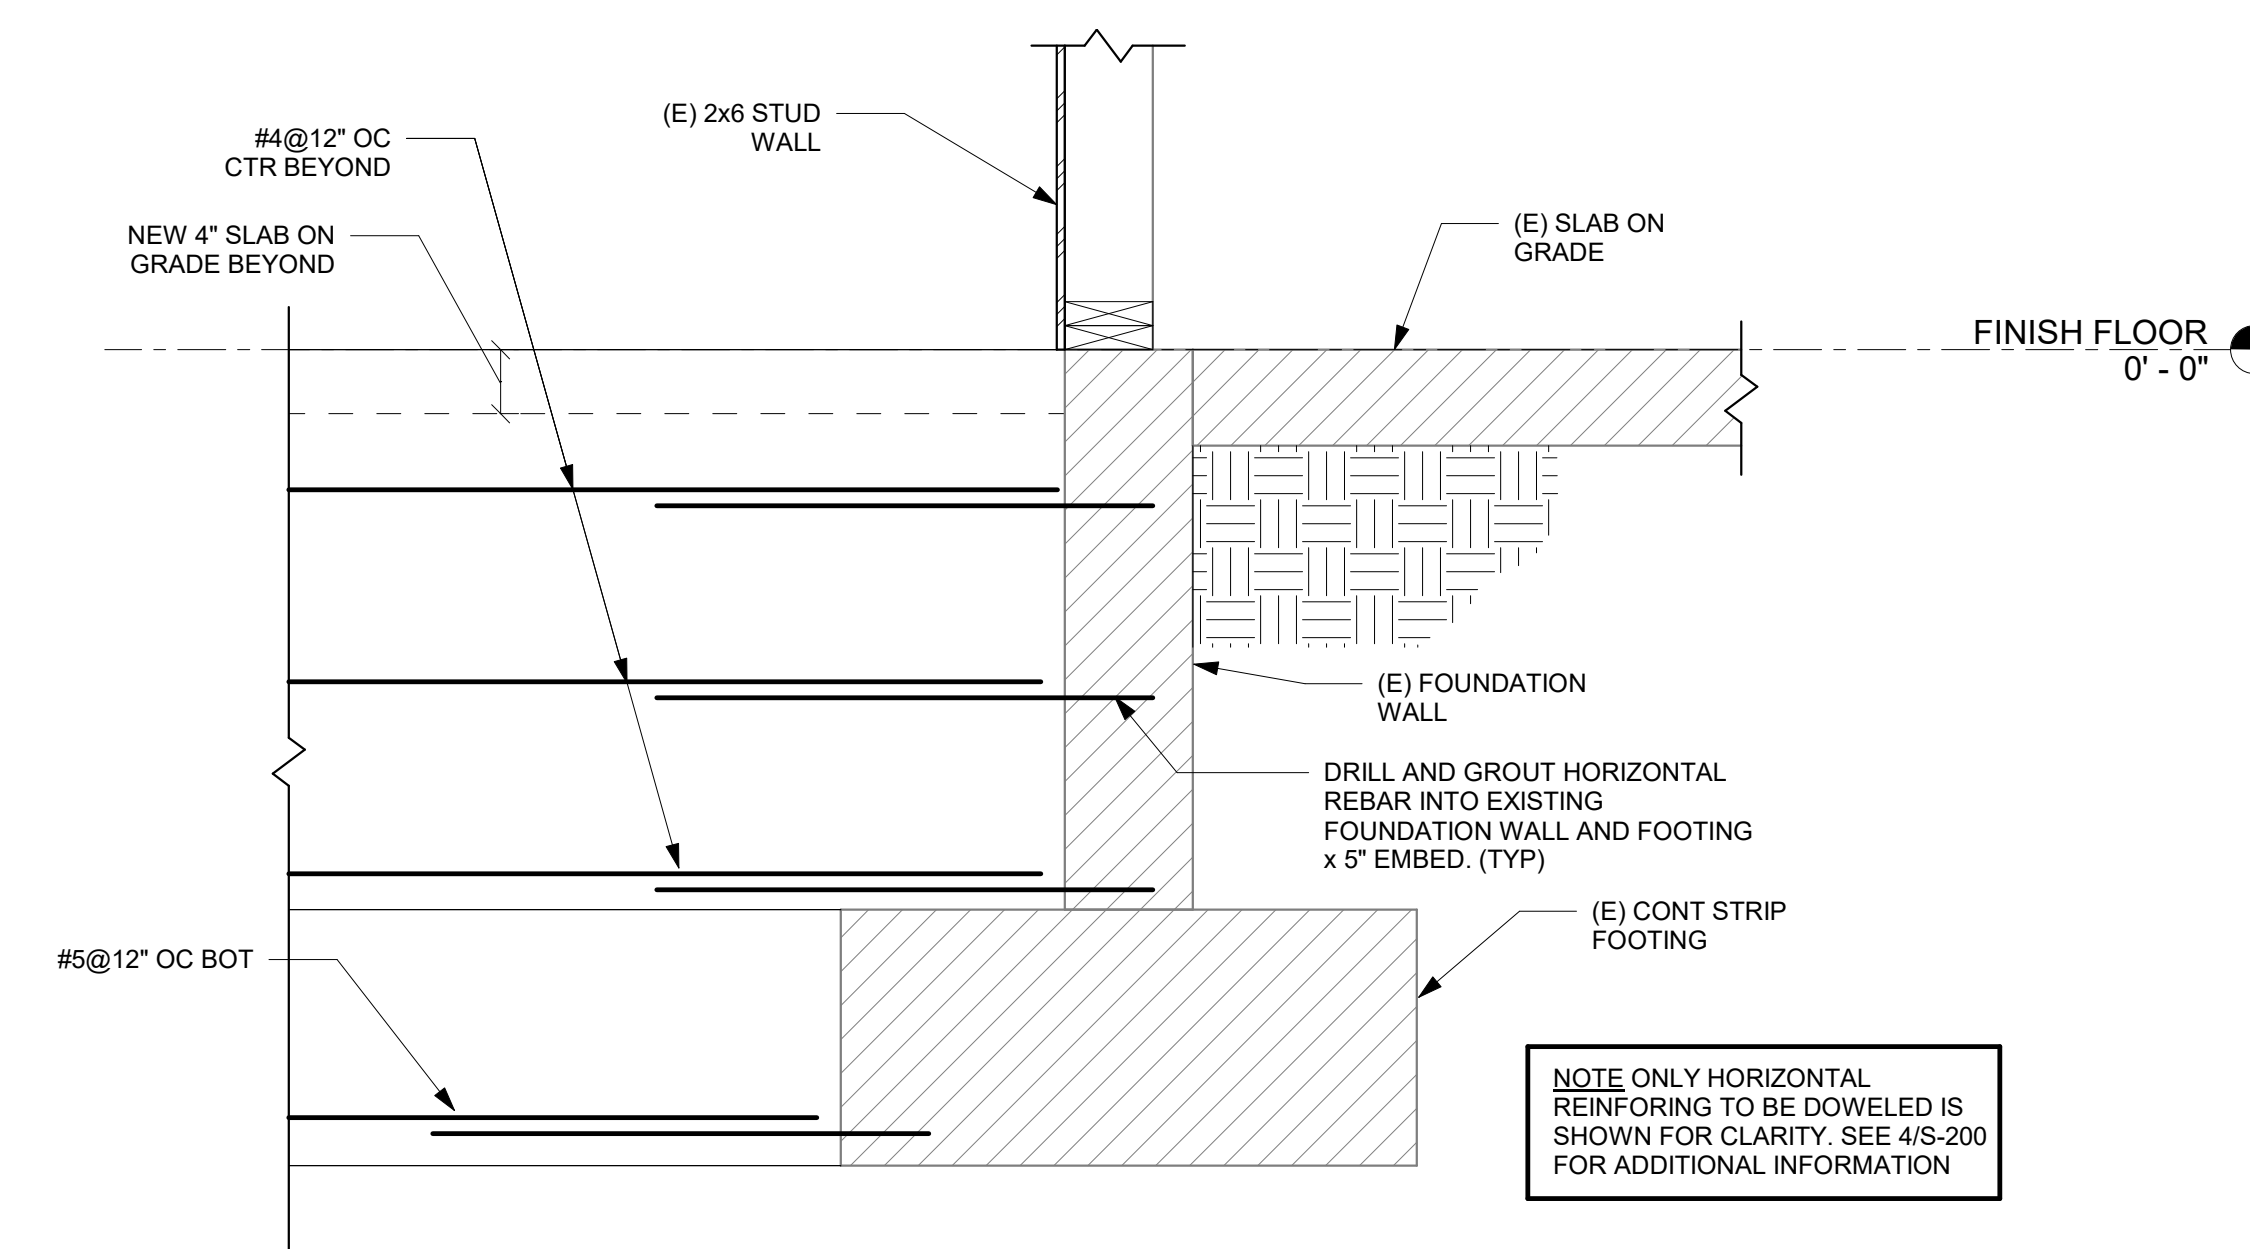 (E) 2x6 STUD
WALL
#4@12" OC
CTR BEYOND
NEW 4" SLAB ON
GRADE BEYOND
(E) SLAB ON
GRADE
FINISH FLOOR
0' - 0"
(E) FOUNDATION
WALL
DRILL AND GROUT HORIZONTAL
REBAR INTO EXISTING
FOUNDATION WALL AND FOOTING
x 5" EMBED. (TYP)
(E) CONT STRIP
FOOTING
#5@12" OC BOT
NOTE ONLY HORIZONTAL
REINFORING TO BE DOWELED IS
SHOWN FOR CLARITY. SEE 4/S-200
FOR ADDITIONAL INFORMATION